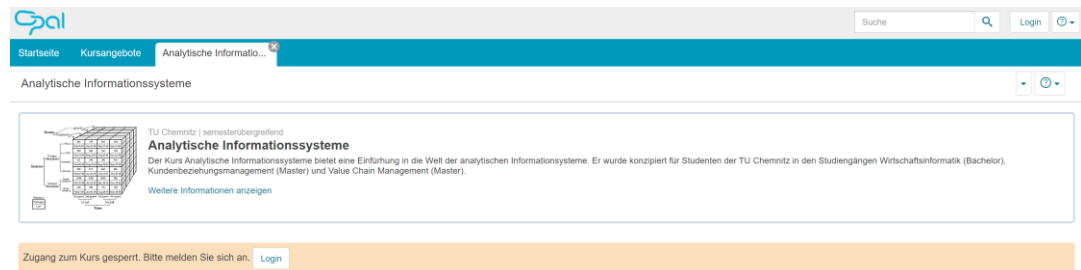 Opal
Suche
Login
Startseite
Kursangebote
Analytische Informatio...
Analytische Informationssysteme
TU Chemnitz | semesterübergreifend
Analytische Informationssysteme
Der Kurs Analytische Informationssysteme bietet eine Einführung in die Welt der analytischen Informationsysteme. Er wurde konzipiert für Studenten der TU Chemnitz in den Studiengängen Wirtschaftsinformatik (Bachelor),
Kundenbeziehungsmanagement (Master) und Value Chain Management (Master).
Weitere Informationen anzeigen
Zugang zum Kurs gesperrt. Bitte melden Sie sich an. Login